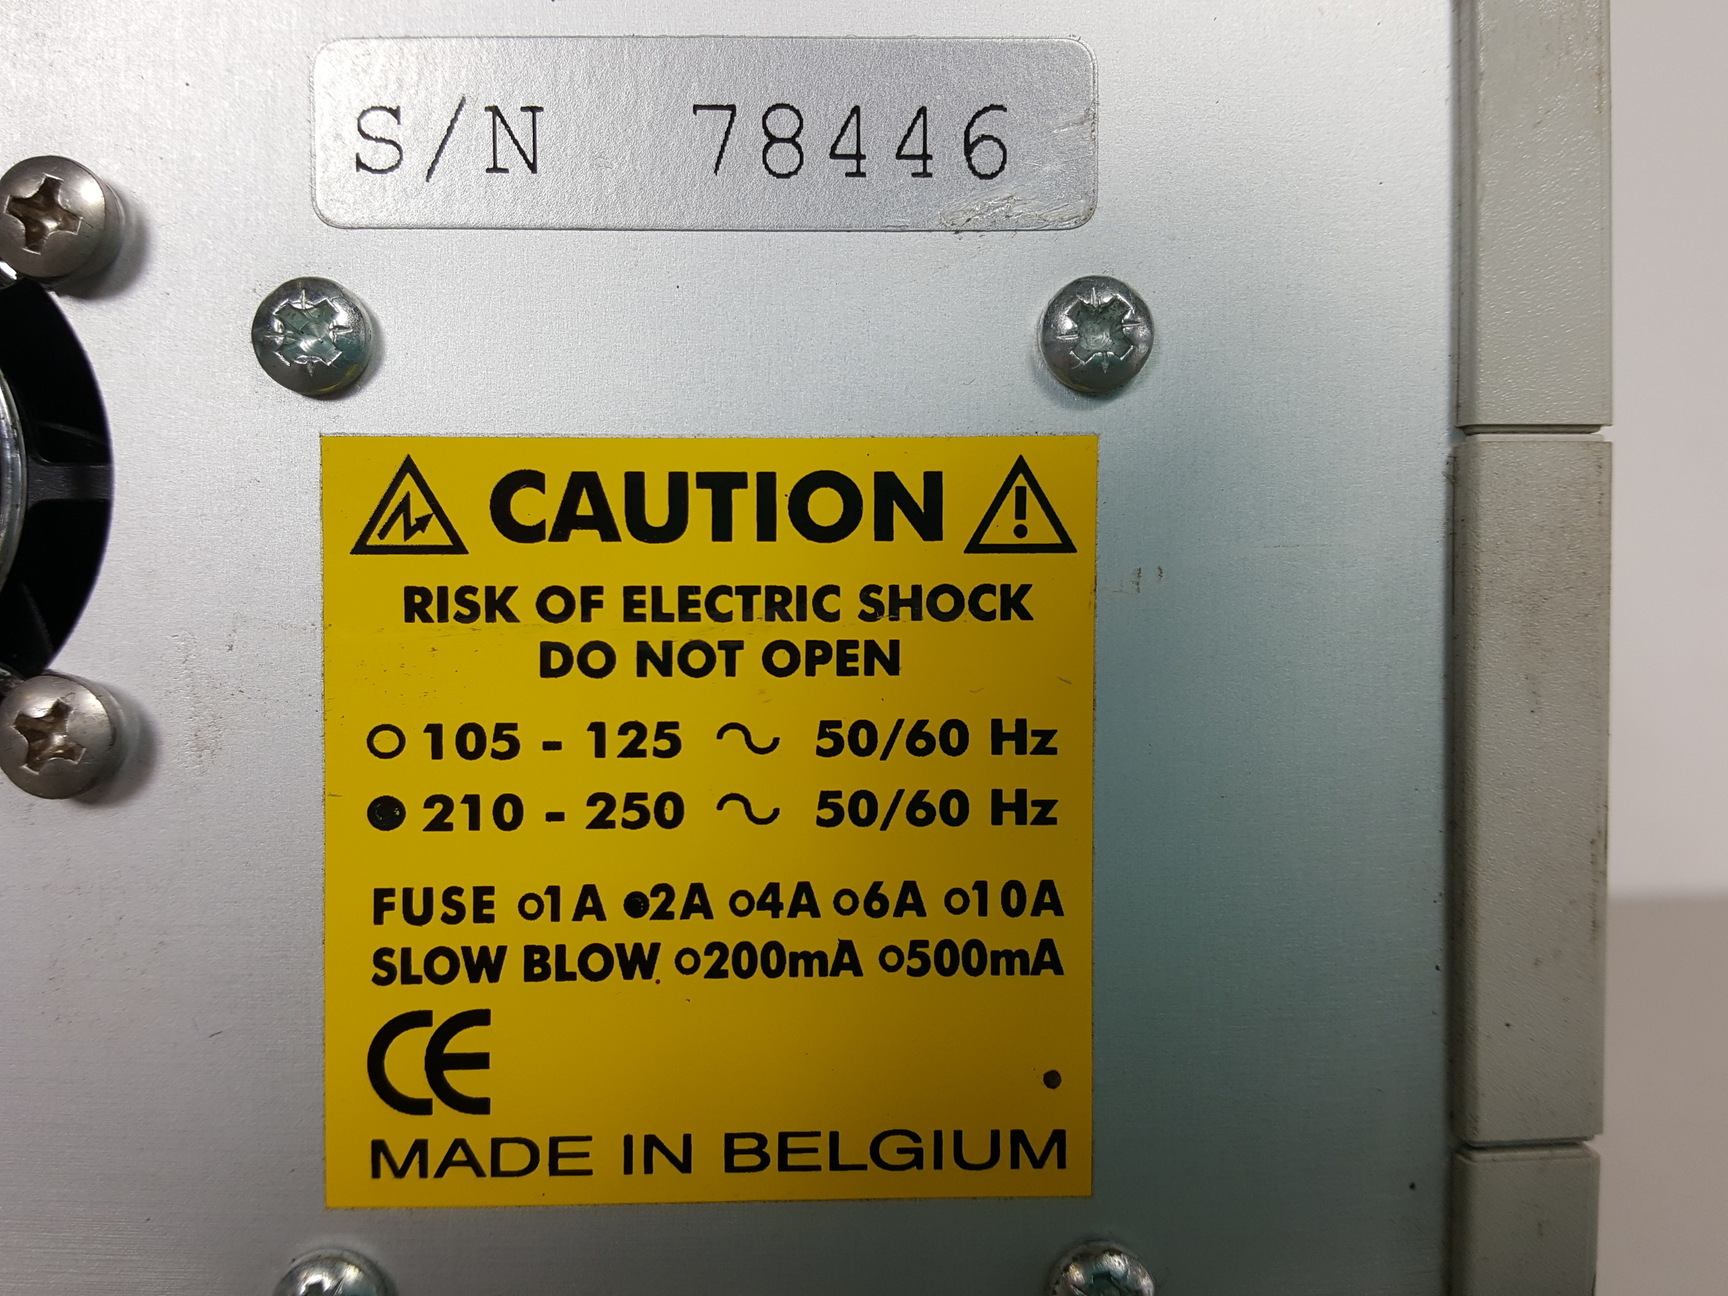 S/N 78446
CAUTION
RISK OF ELECTRIC SHOCK
DO NOT OPEN
○ 105 - 125 ~ 50/60 Hz
● 210 - 250 ~ 50/60 Hz
FUSE ○1A ●2A ○4A ○6A ○10A
SLOW BLOW ○200mA ○500mA
CE
MADE IN BELGIUM